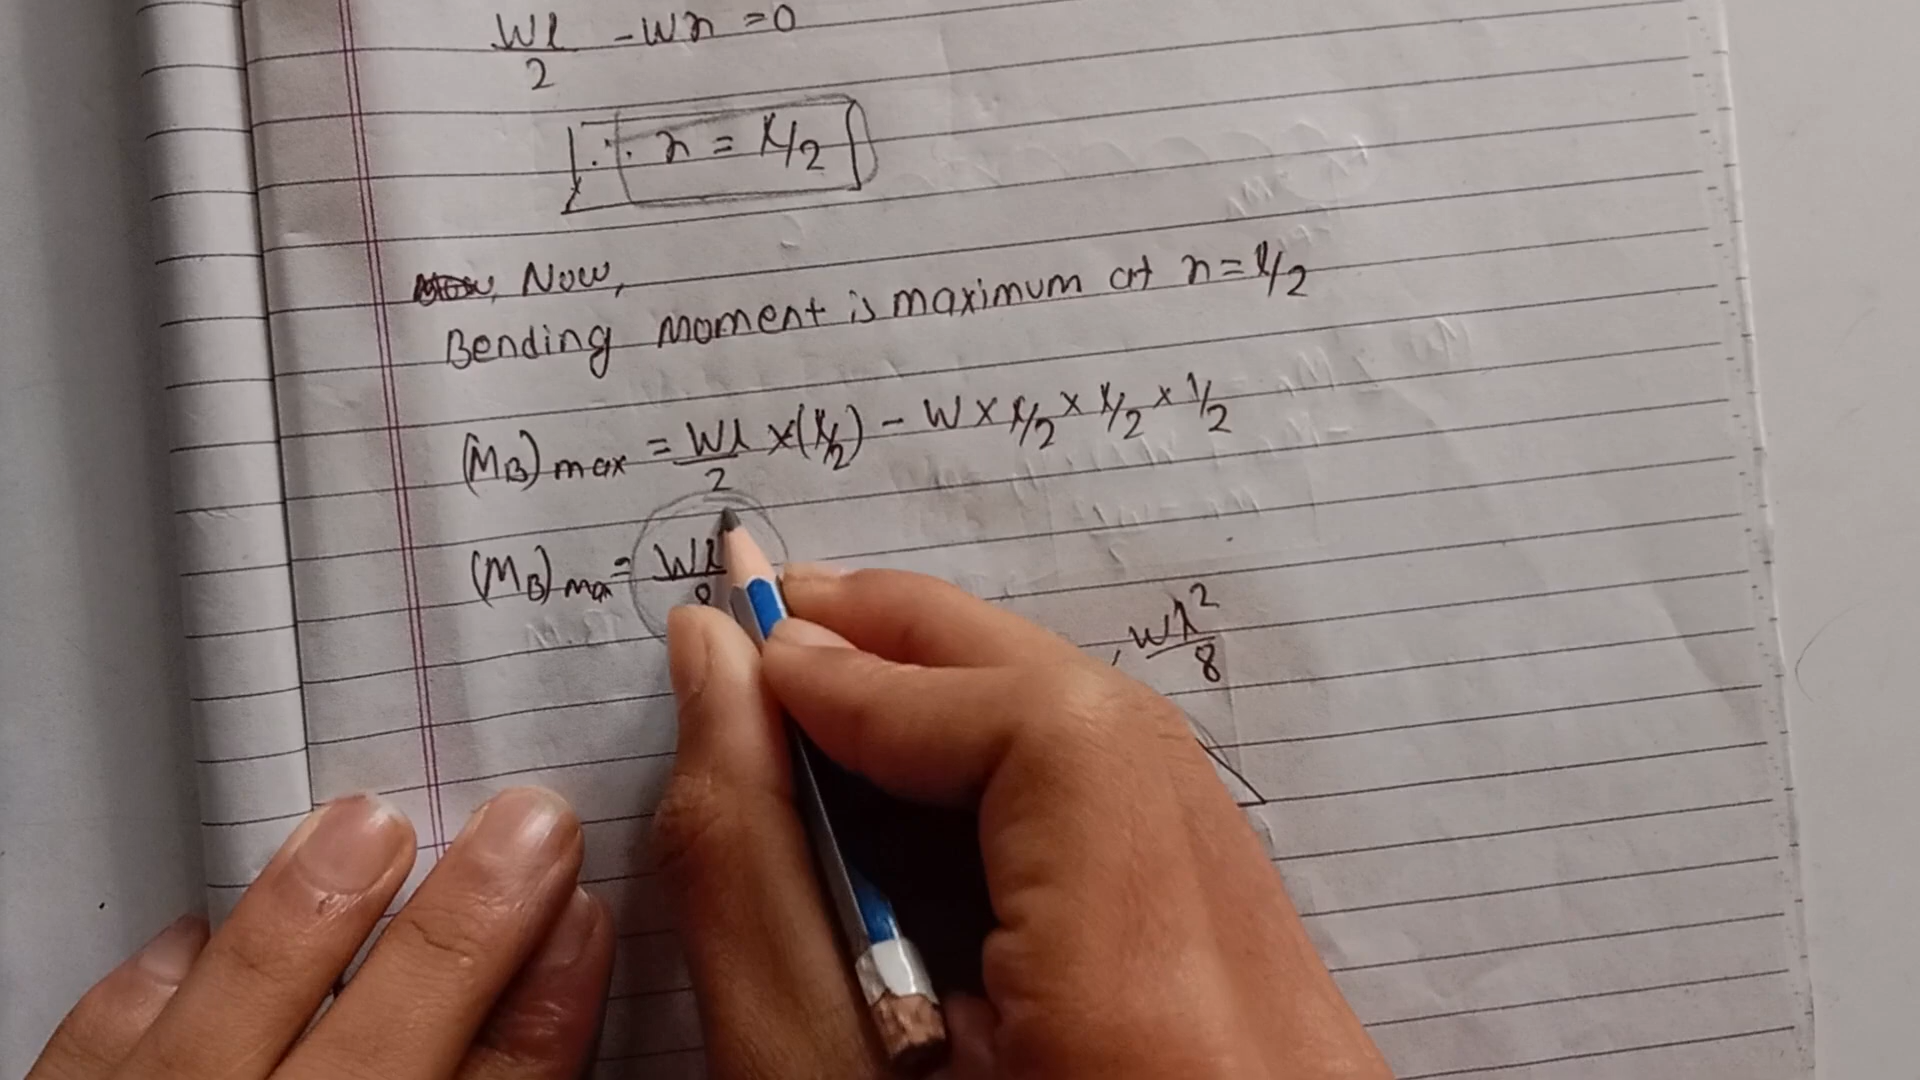 Wl/2 - wx = 0
∴ x = l/2
Now,
Bending moment is maximum at x = l/2
(MB)max = Wl/2 × (l/2) - W × l/2 × l/2 × 1/2
(MB)max = Wl/8
wl²/8